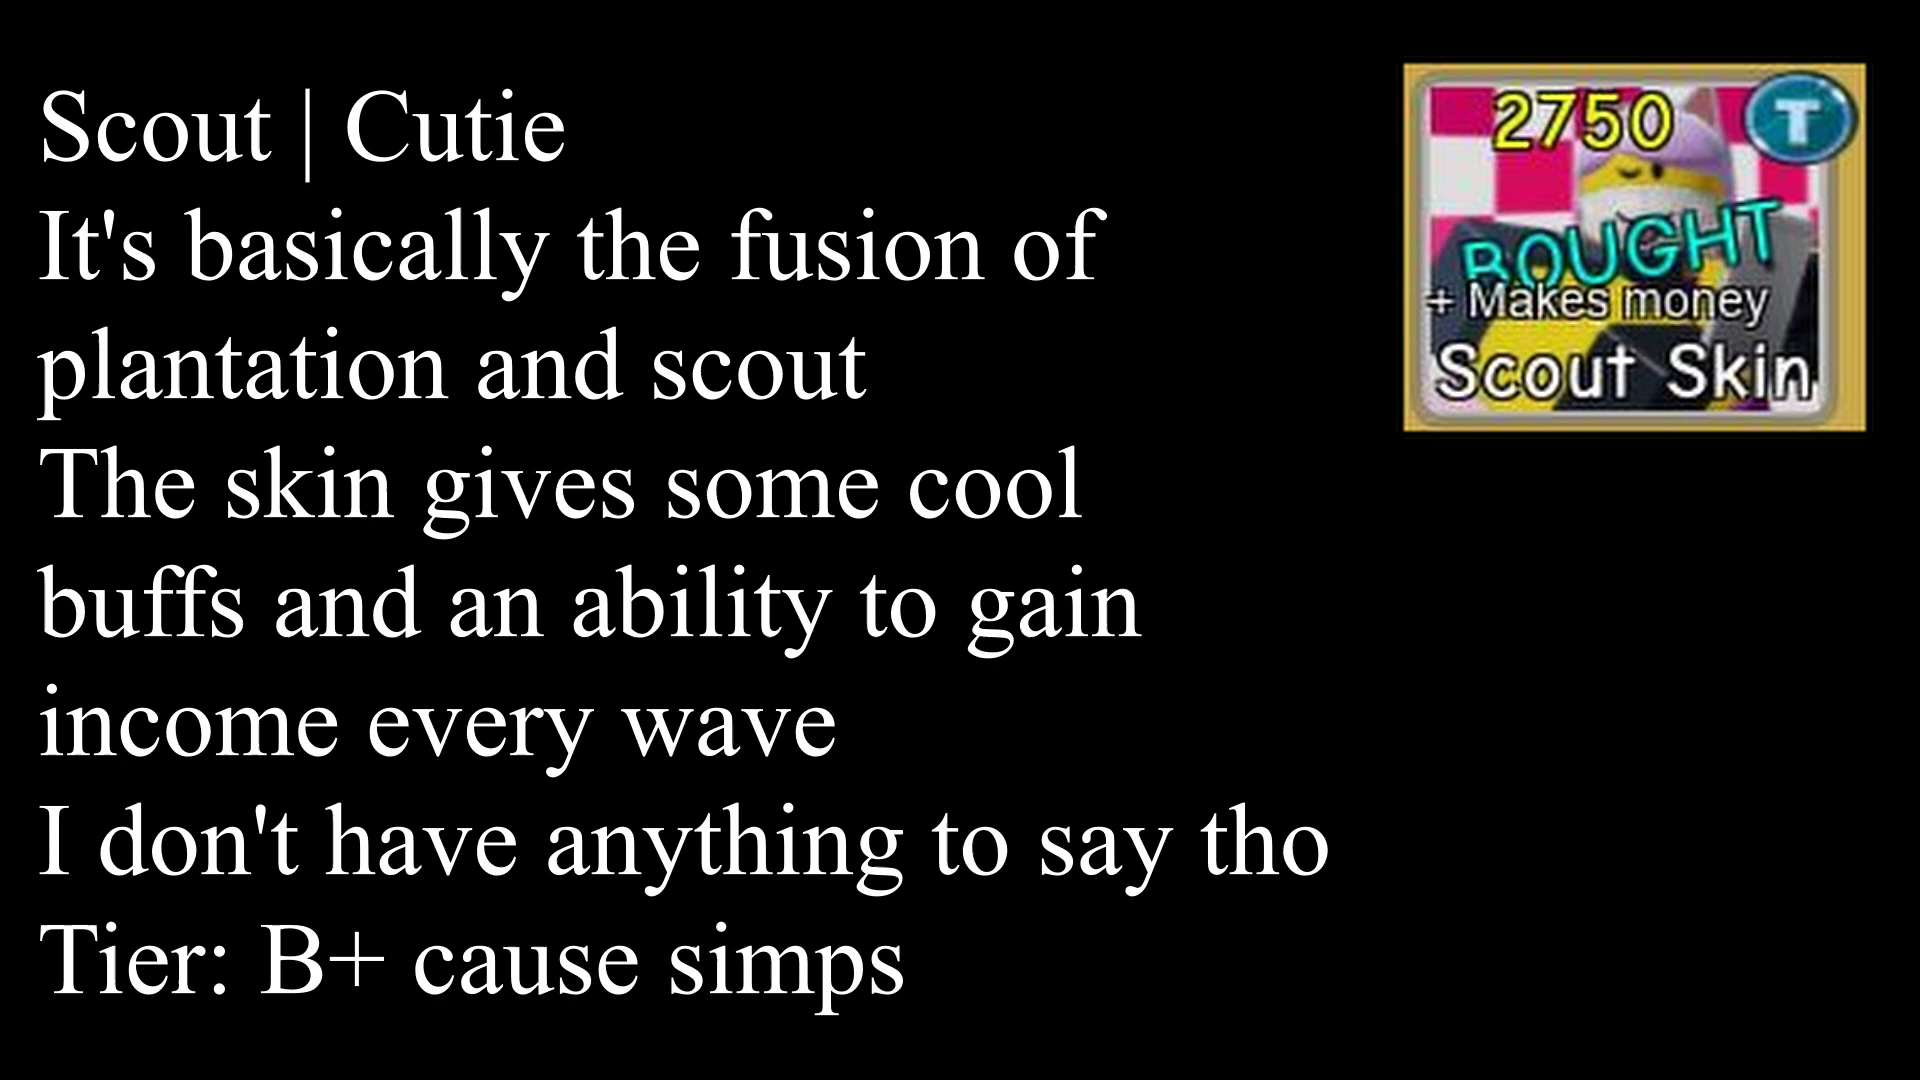 Scout | Cutie
It's basically the fusion of
plantation and scout
The skin gives some cool
buffs and an ability to gain
income every wave
I don't have anything to say tho
Tier: B+ cause simps
2750
T
BOUGHT
+ Makes money
Scout Skin